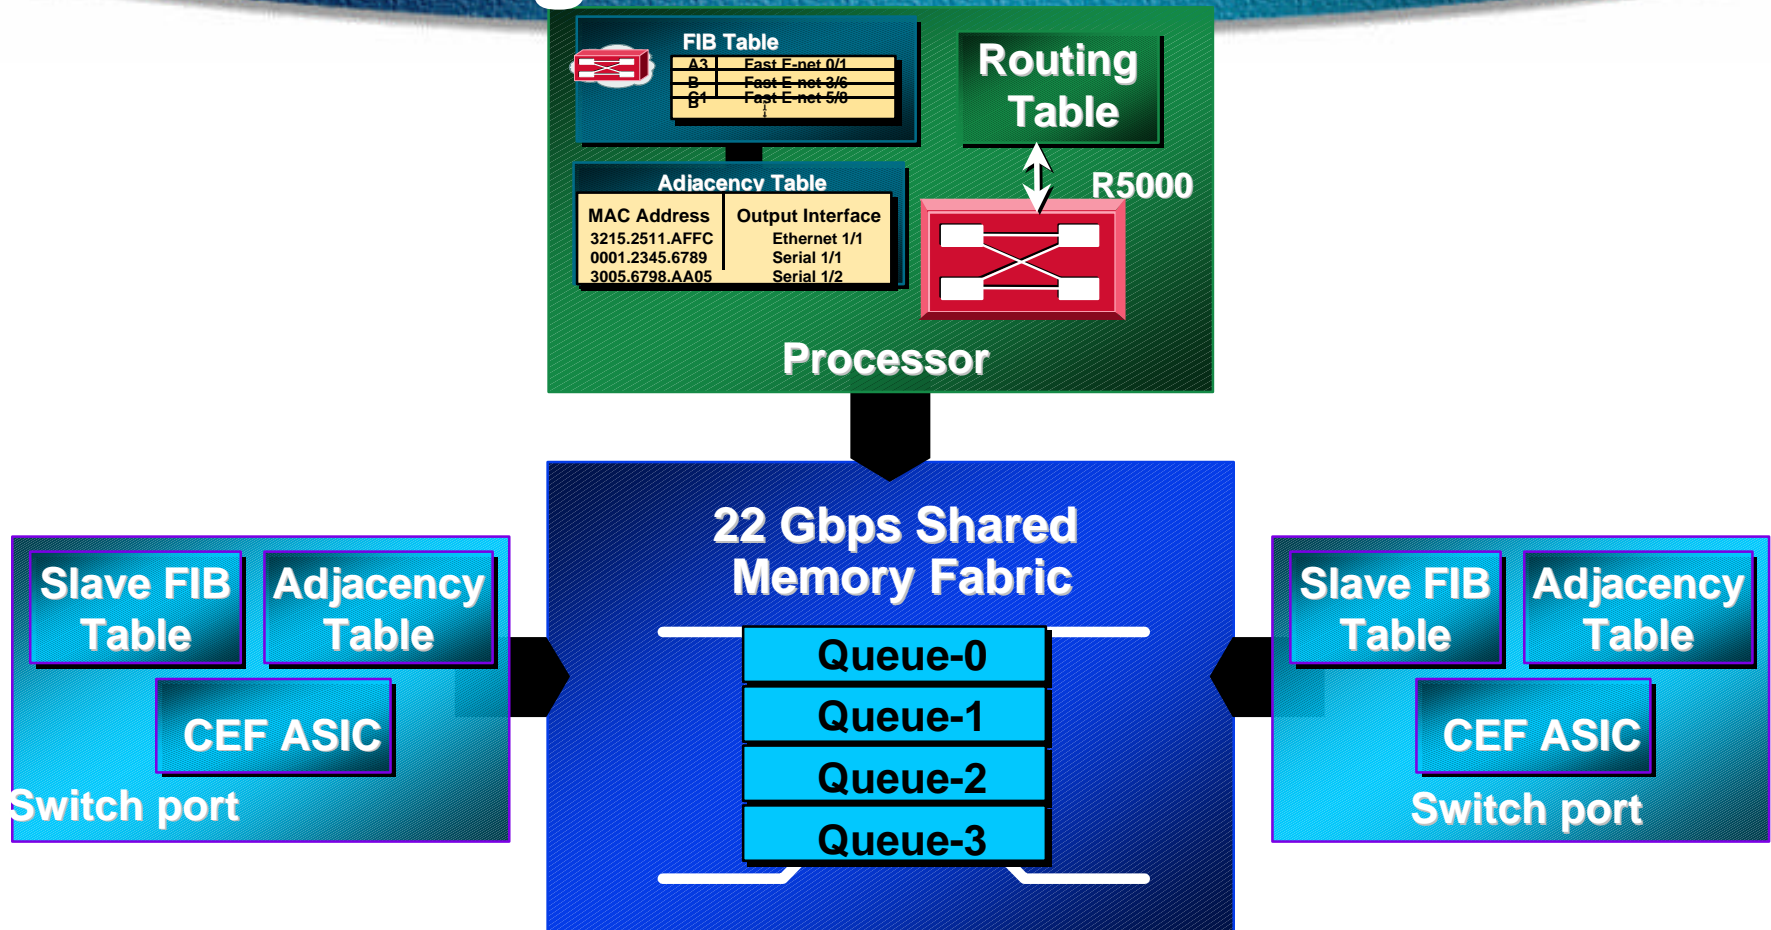 FIB Table
A3 Fast E-net 0/1
B Fast E-net 3/6
C1 Fast E-net 5/8
B
Routing
Table
R5000
Adjacency Table
MAC Address Output Interface
3215.2511.AFFC Ethernet 1/1
0001.2345.6789 Serial 1/1
3005.6798.AA05 Serial 1/2
Processor
22 Gbps Shared
Memory Fabric
Queue-0
Queue-1
Queue-2
Queue-3
Slave FIB
Table
Adjacency
Table
CEF ASIC
Switch port
Slave FIB
Table
Adjacency
Table
CEF ASIC
Switch port